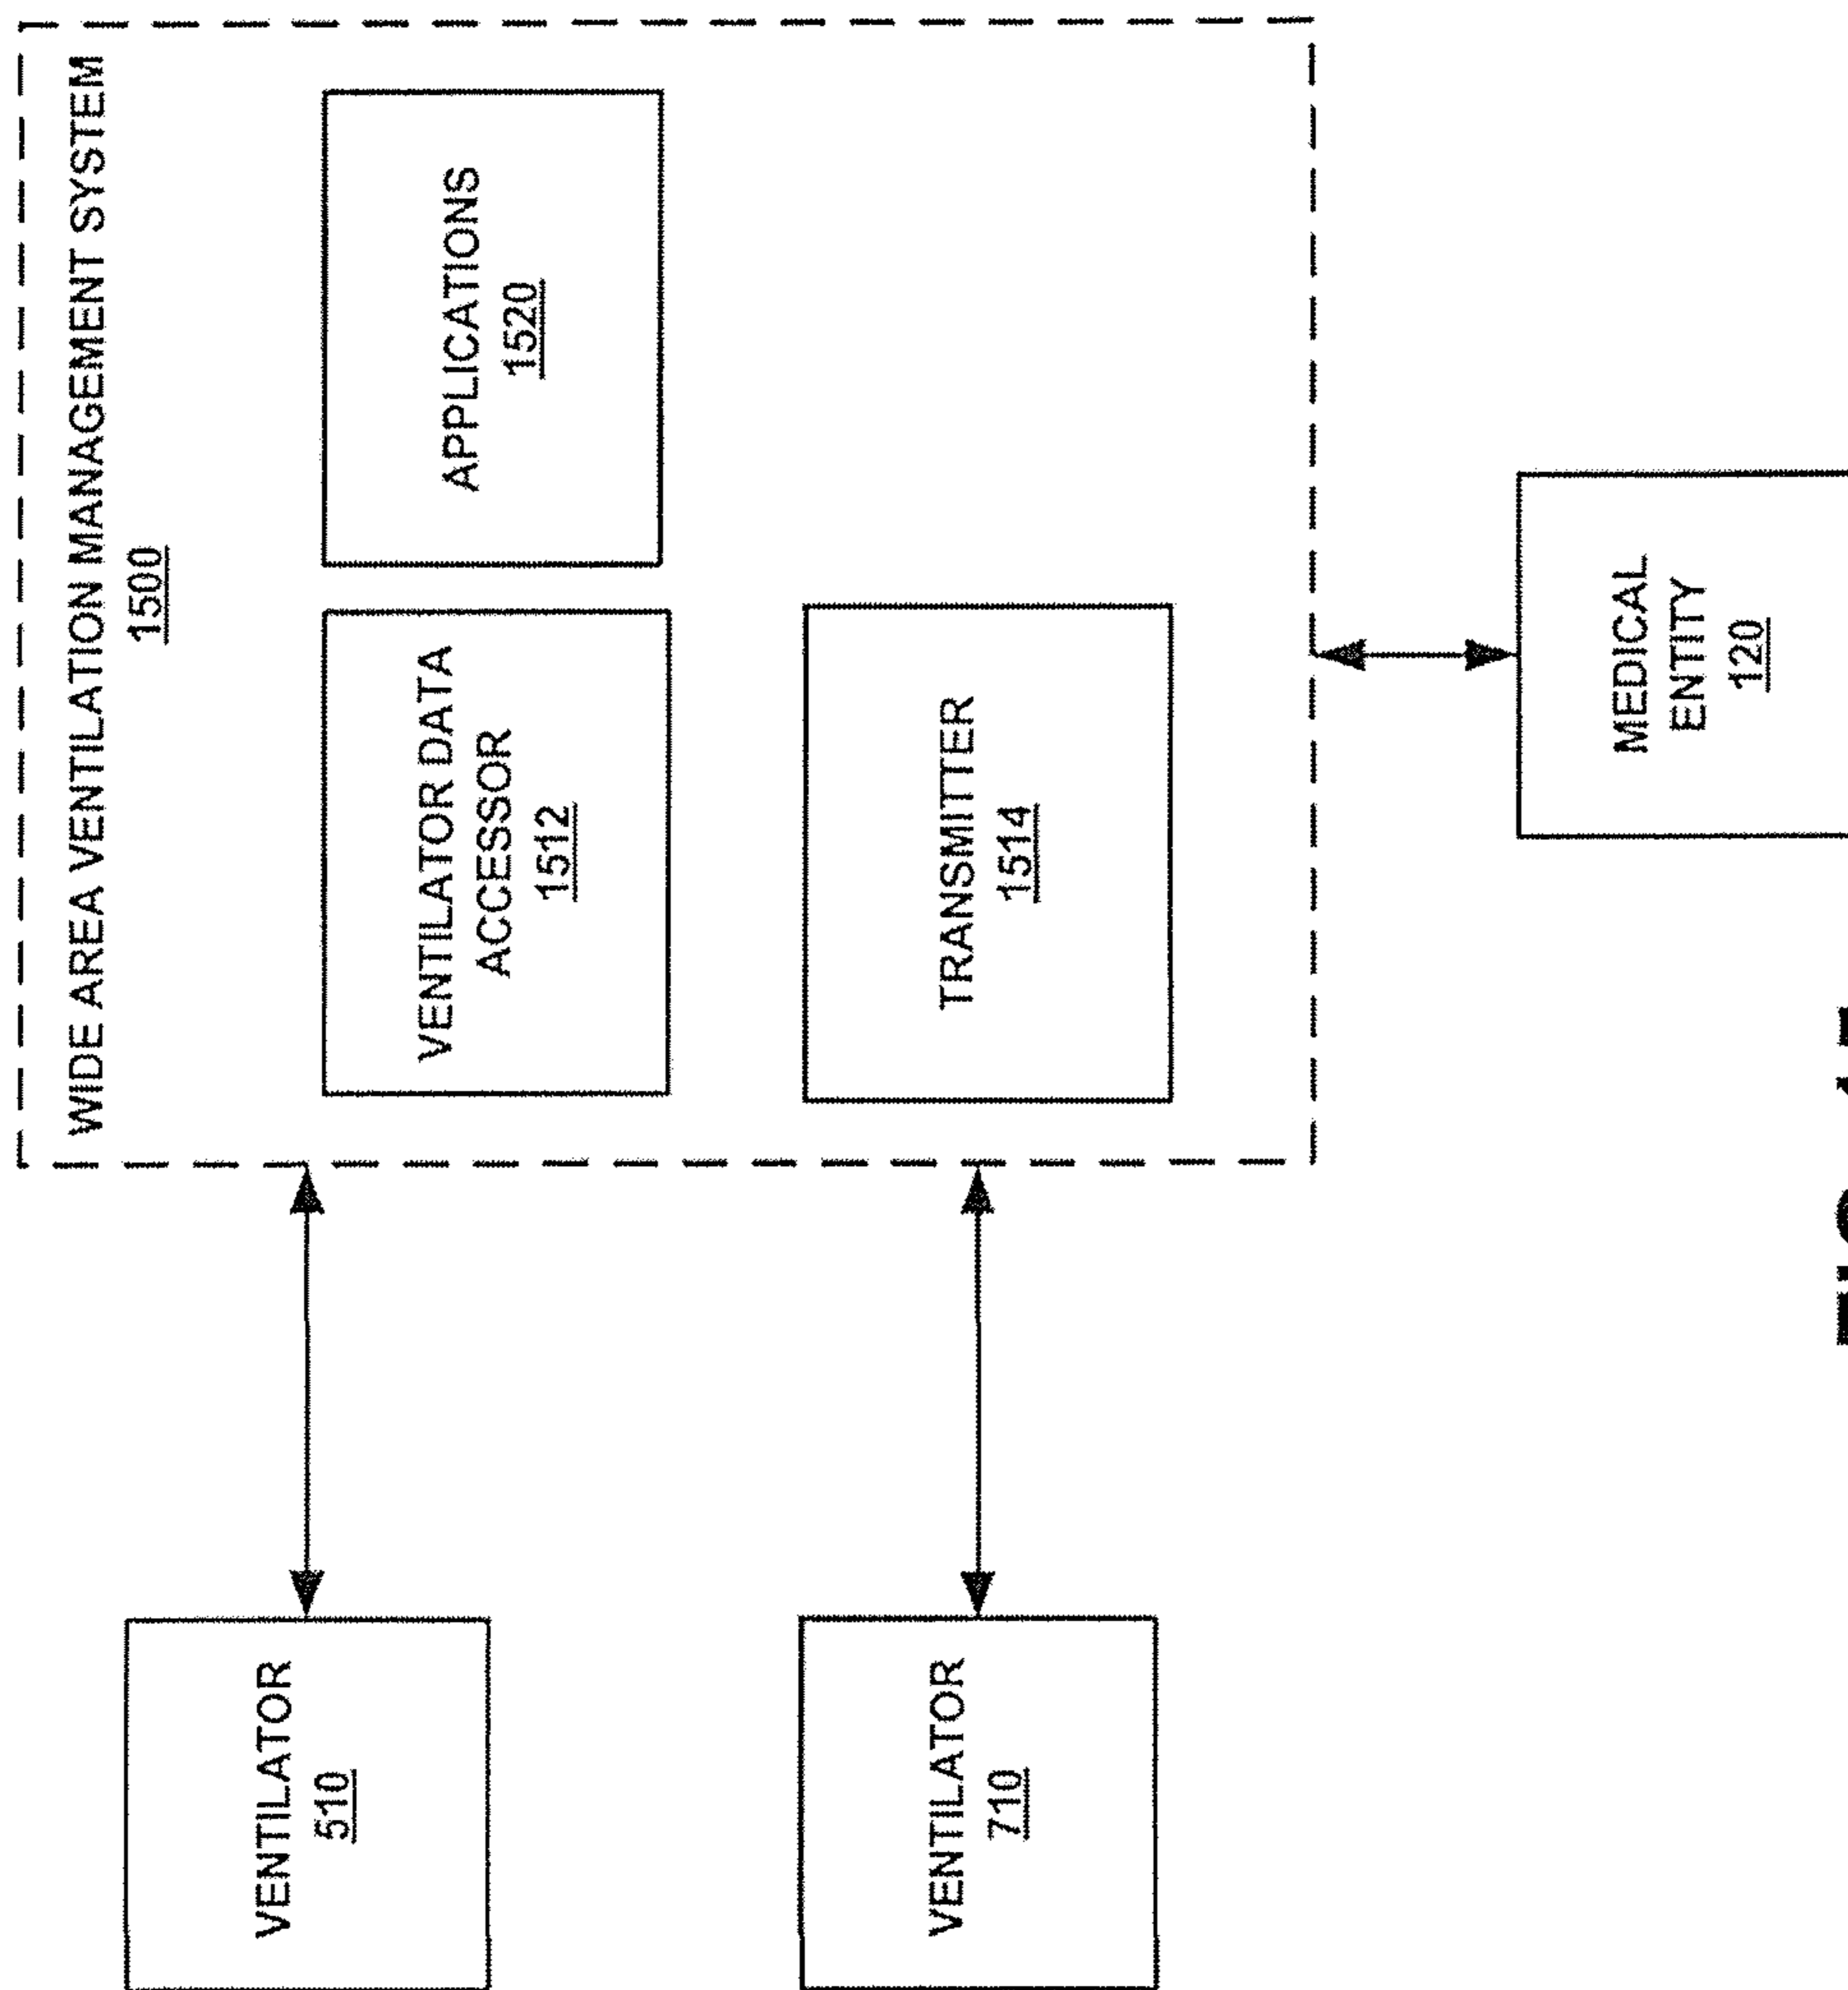 WIDE AREA VENTILATION MANAGEMENT SYSTEM
1500
VENTILATOR
510
VENTILATOR DATA
ACCESSOR
1512
APPLICATIONS
1520
VENTILATOR
710
TRANSMITTER
1514
MEDICAL
ENTITY
120